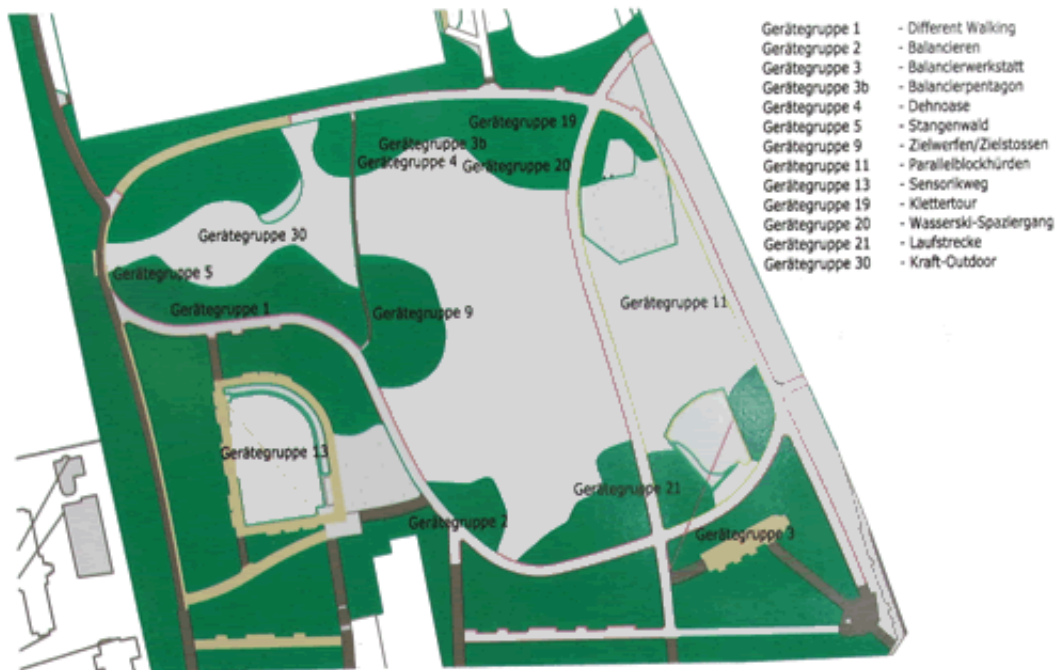 Gerätegruppe 1 - Different Walking
Gerätegruppe 2 - Balancieren
Gerätegruppe 3 - Balancierwerkstatt
Gerätegruppe 3b - Balancierpentagon
Gerätegruppe 4 - Dehnoase
Gerätegruppe 5 - Stangenwald
Gerätegruppe 9 - Zielwerfen/Zielstossen
Gerätegruppe 11 - Parallelblockhürden
Gerätegruppe 13 - Sensorikweg
Gerätegruppe 19 - Klettertour
Gerätegruppe 20 - Wasserski-Spaziergang
Gerätegruppe 21 - Laufstrecke
Gerätegruppe 30 - Kraft-Outdoor
Gerätegruppe 19
Gerätegruppe 3b
Gerätegruppe 4
Gerätegruppe 20
Gerätegruppe 30
Gerätegruppe 5
Gerätegruppe 1
Gerätegruppe 9
Gerätegruppe 11
Gerätegruppe 13
Gerätegruppe 21
Gerätegruppe 2
Gerätegruppe 3